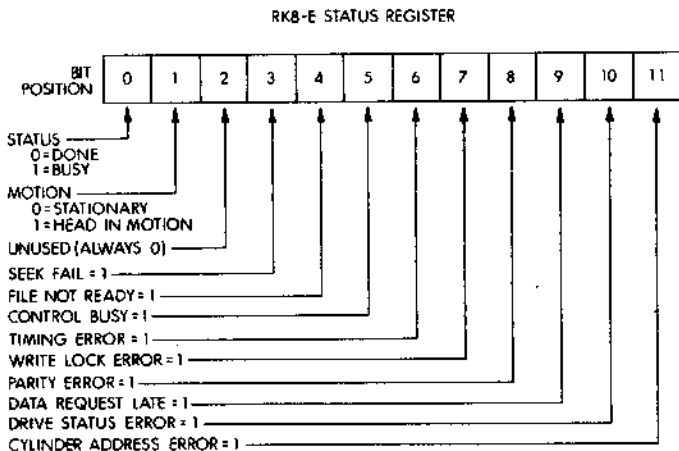 RK8-E STATUS REGISTER
BIT POSITION 0 1 2 3 4 5 6 7 8 9 10 11
STATUS
0=DONE
1=BUSY
MOTION
0=STATIONARY
1=HEAD IN MOTION
UNUSED (ALWAYS 0)
SEEK FAIL=1
FILE NOT READY=1
CONTROL BUSY=1
TIMING ERROR=1
WRITE LOCK ERROR=1
PARITY ERROR=1
DATA REQUEST LATE=1
DRIVE STATUS ERROR=1
CYLINDER ADDRESS ERROR=1